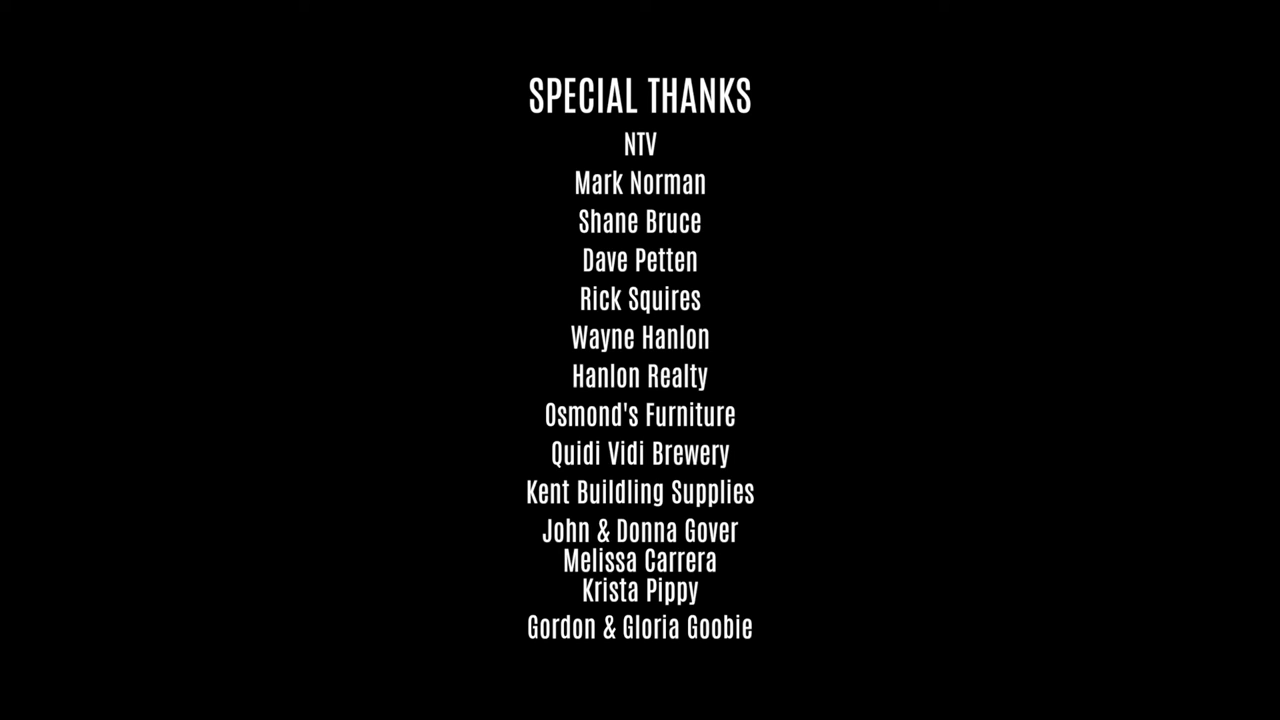 SPECIAL THANKS
NTV
Mark Norman
Shane Bruce
Dave Petten
Rick Squires
Wayne Hanlon
Hanlon Realty
Osmond's Furniture
Quidi Vidi Brewery
Kent Buildling Supplies
John & Donna Gover
Melissa Carrera
Krista Pippy
Gordon & Gloria Goobie